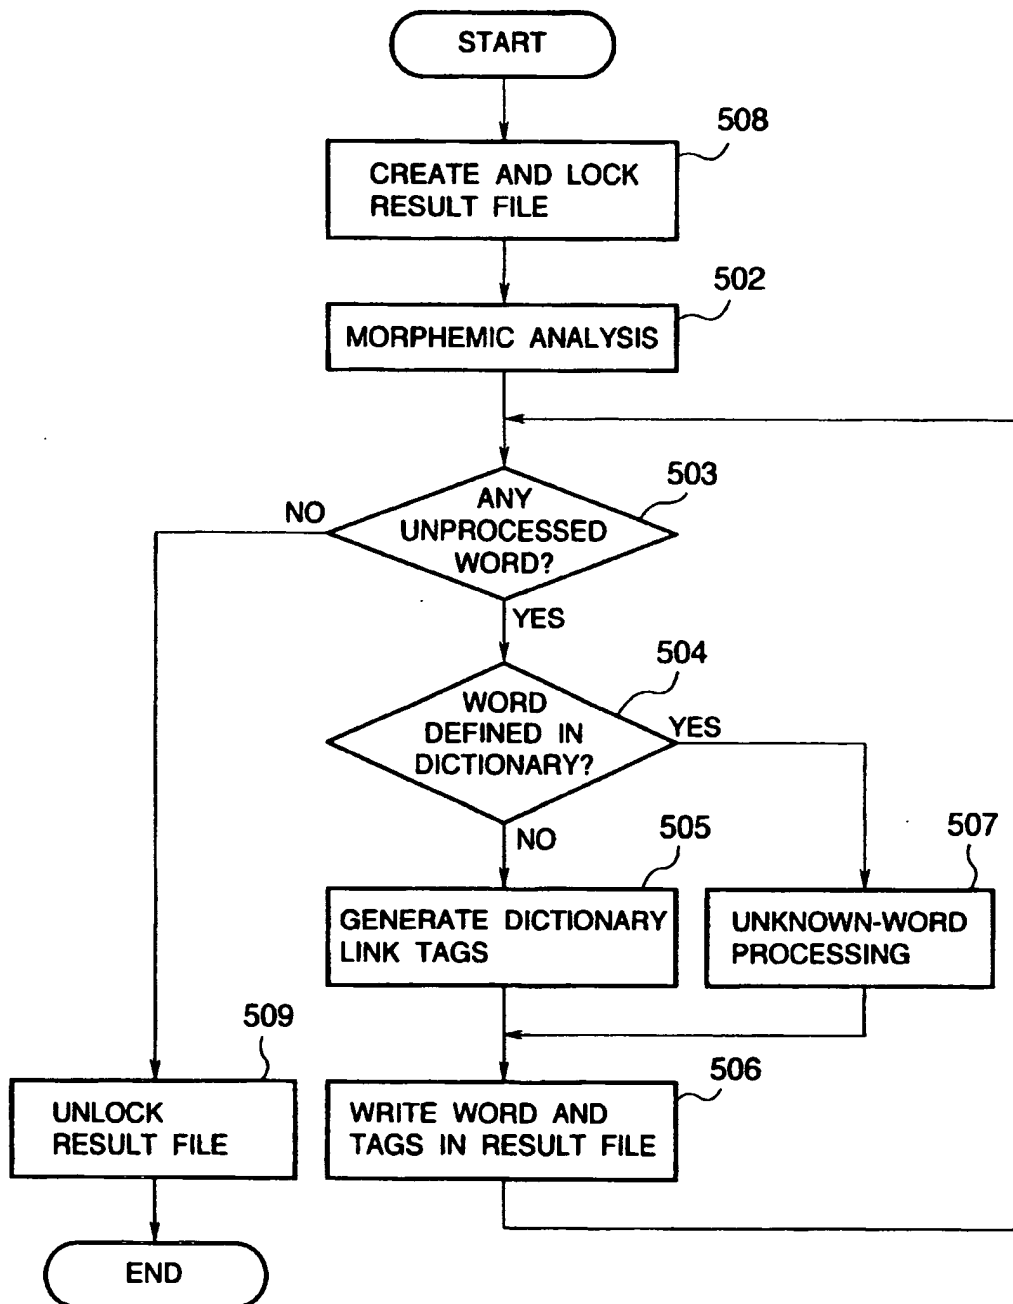 START
508
CREATE AND LOCK
RESULT FILE
502
MORPHEMIC ANALYSIS
503
NO
ANY
UNPROCESSED
WORD?
YES
504
WORD
DEFINED IN
DICTIONARY?
YES
NO
505
507
GENERATE DICTIONARY
LINK TAGS
UNKNOWN-WORD
PROCESSING
509
506
UNLOCK
RESULT FILE
WRITE WORD AND
TAGS IN RESULT FILE
END